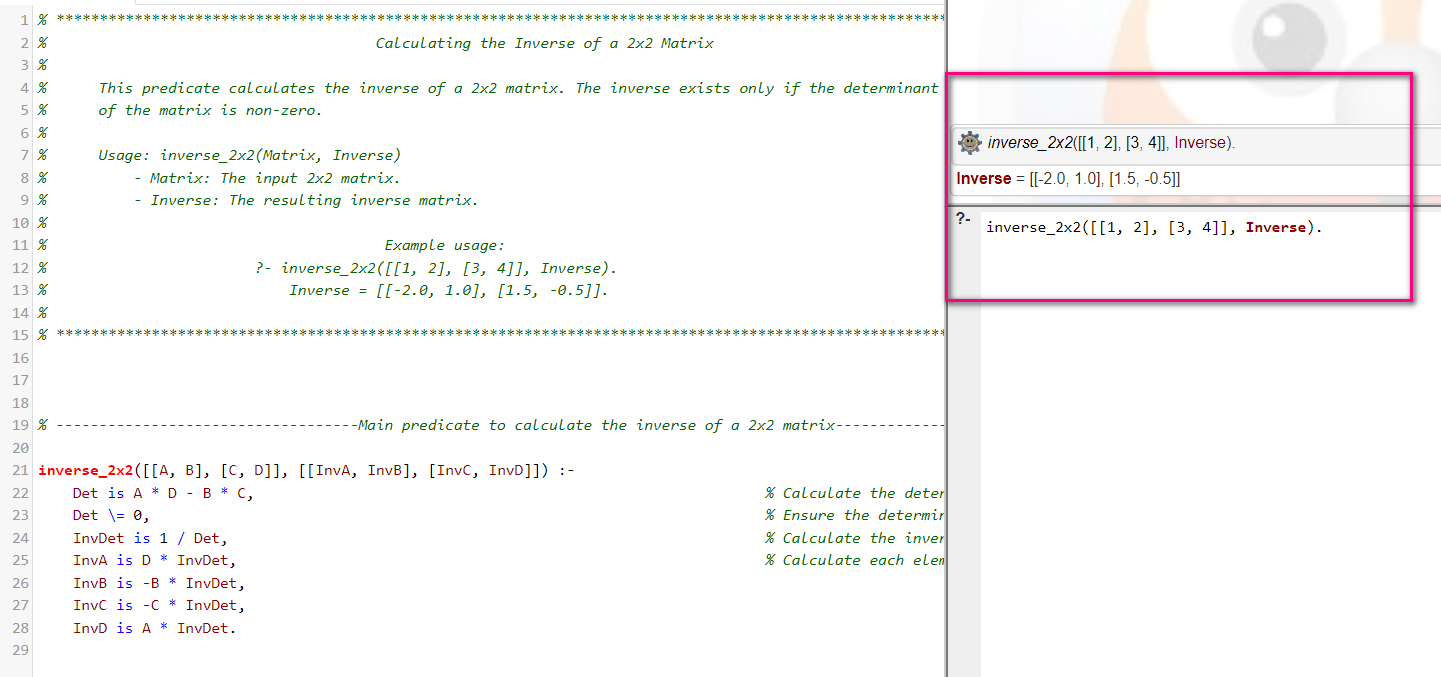 1 % *******************************************************************************************************
2 % Calculating the Inverse of a 2x2 Matrix
3 %
4 % This predicate calculates the inverse of a 2x2 matrix. The inverse exists only if the determinant
5 % of the matrix is non-zero.
6 %
7 % Usage: inverse_2x2(Matrix, Inverse)
8 % - Matrix: The input 2x2 matrix.
9 % - Inverse: The resulting inverse matrix.
10 %
11 % Example usage:
12 % ?- inverse_2x2([[1, 2], [3, 4]], Inverse).
13 % Inverse = [[-2.0, 1.0], [1.5, -0.5]].
14 %
15 % *******************************************************************************************************
16
17
18
19 % -----------------------------------Main predicate to calculate the inverse of a 2x2 matrix-------------
20
21 inverse_2x2([[A, B], [C, D]], [[InvA, InvB], [InvC, InvD]]) :-
22 Det is A * D - B * C, % Calculate the deter
23 Det \= 0, % Ensure the determin
24 InvDet is 1 / Det, % Calculate the inver
25 InvA is D * InvDet, % Calculate each elem
26 InvB is -B * InvDet,
27 InvC is -C * InvDet,
28 InvD is A * InvDet.
29
inverse_2x2([[1, 2], [3, 4]], Inverse).
Inverse = [[-2.0, 1.0], [1.5, -0.5]]
?- inverse_2x2([[1, 2], [3, 4]], Inverse).